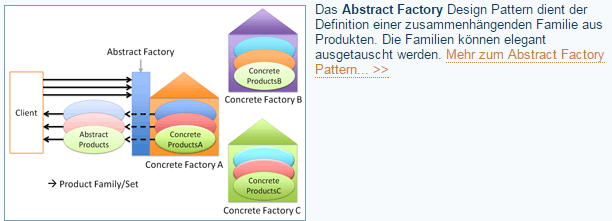 Abstract Factory
Client
Abstract
Products
Concrete
ProductsA
Concrete Factory A
→ Product Family/Set
Concrete
ProductsB
Concrete Factory B
Concrete
ProductsC
Concrete Factory C
Das Abstract Factory Design Pattern dient der
Definition einer zusammenhängenden Familie aus
Produkten. Die Familien können elegant
ausgetauscht werden. Mehr zum Abstract Factory
Pattern... >>